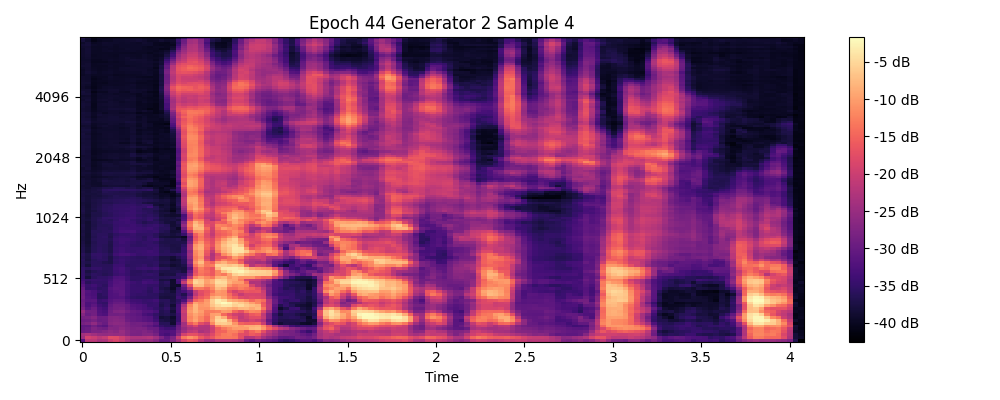 Epoch 44 Generator 2 Sample 4
Hz
4096
2048
1024
512
0
0 0.5 1 1.5 2 2.5 3 3.5 4
Time
-5 dB
-10 dB
-15 dB
-20 dB
-25 dB
-30 dB
-35 dB
-40 dB